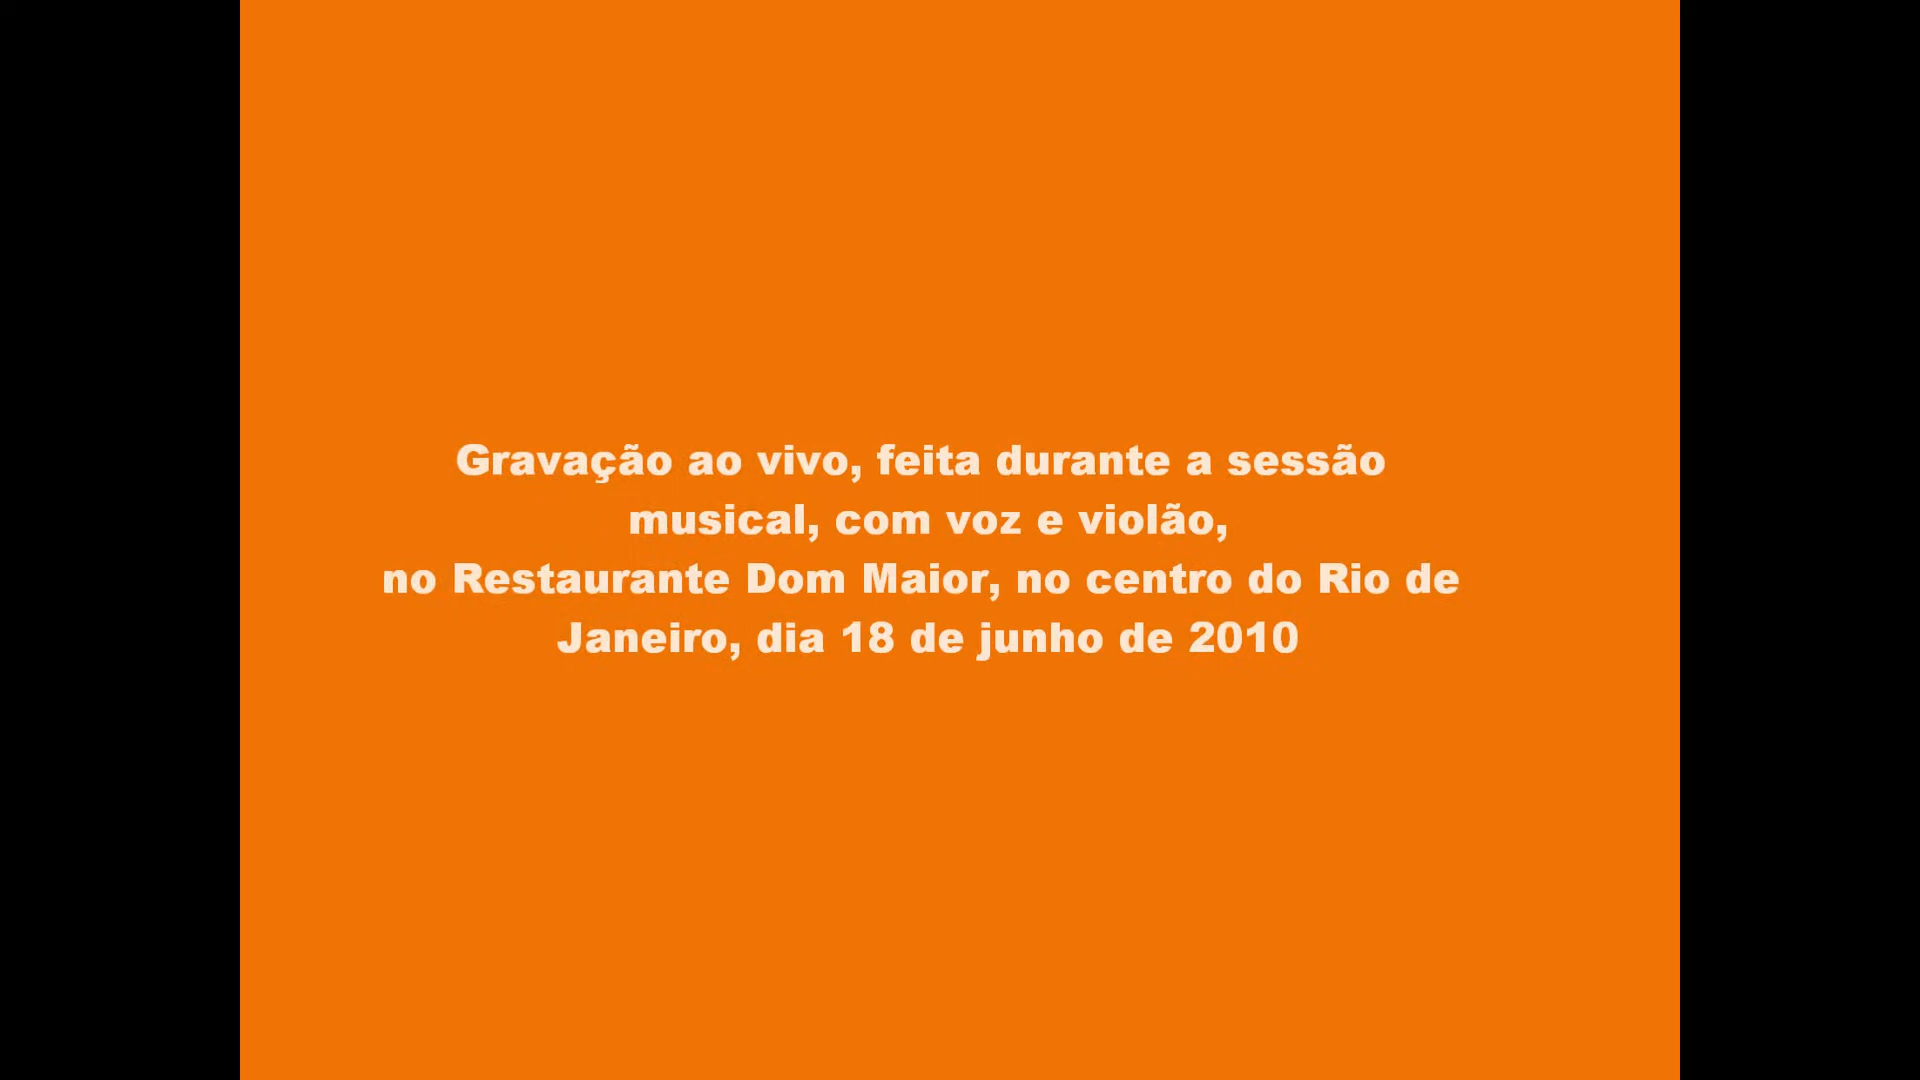 Gravação ao vivo, feita durante a sessão
musical, com voz e violão,
no Restaurante Dom Maior, no centro do Rio de
Janeiro, dia 18 de junho de 2010